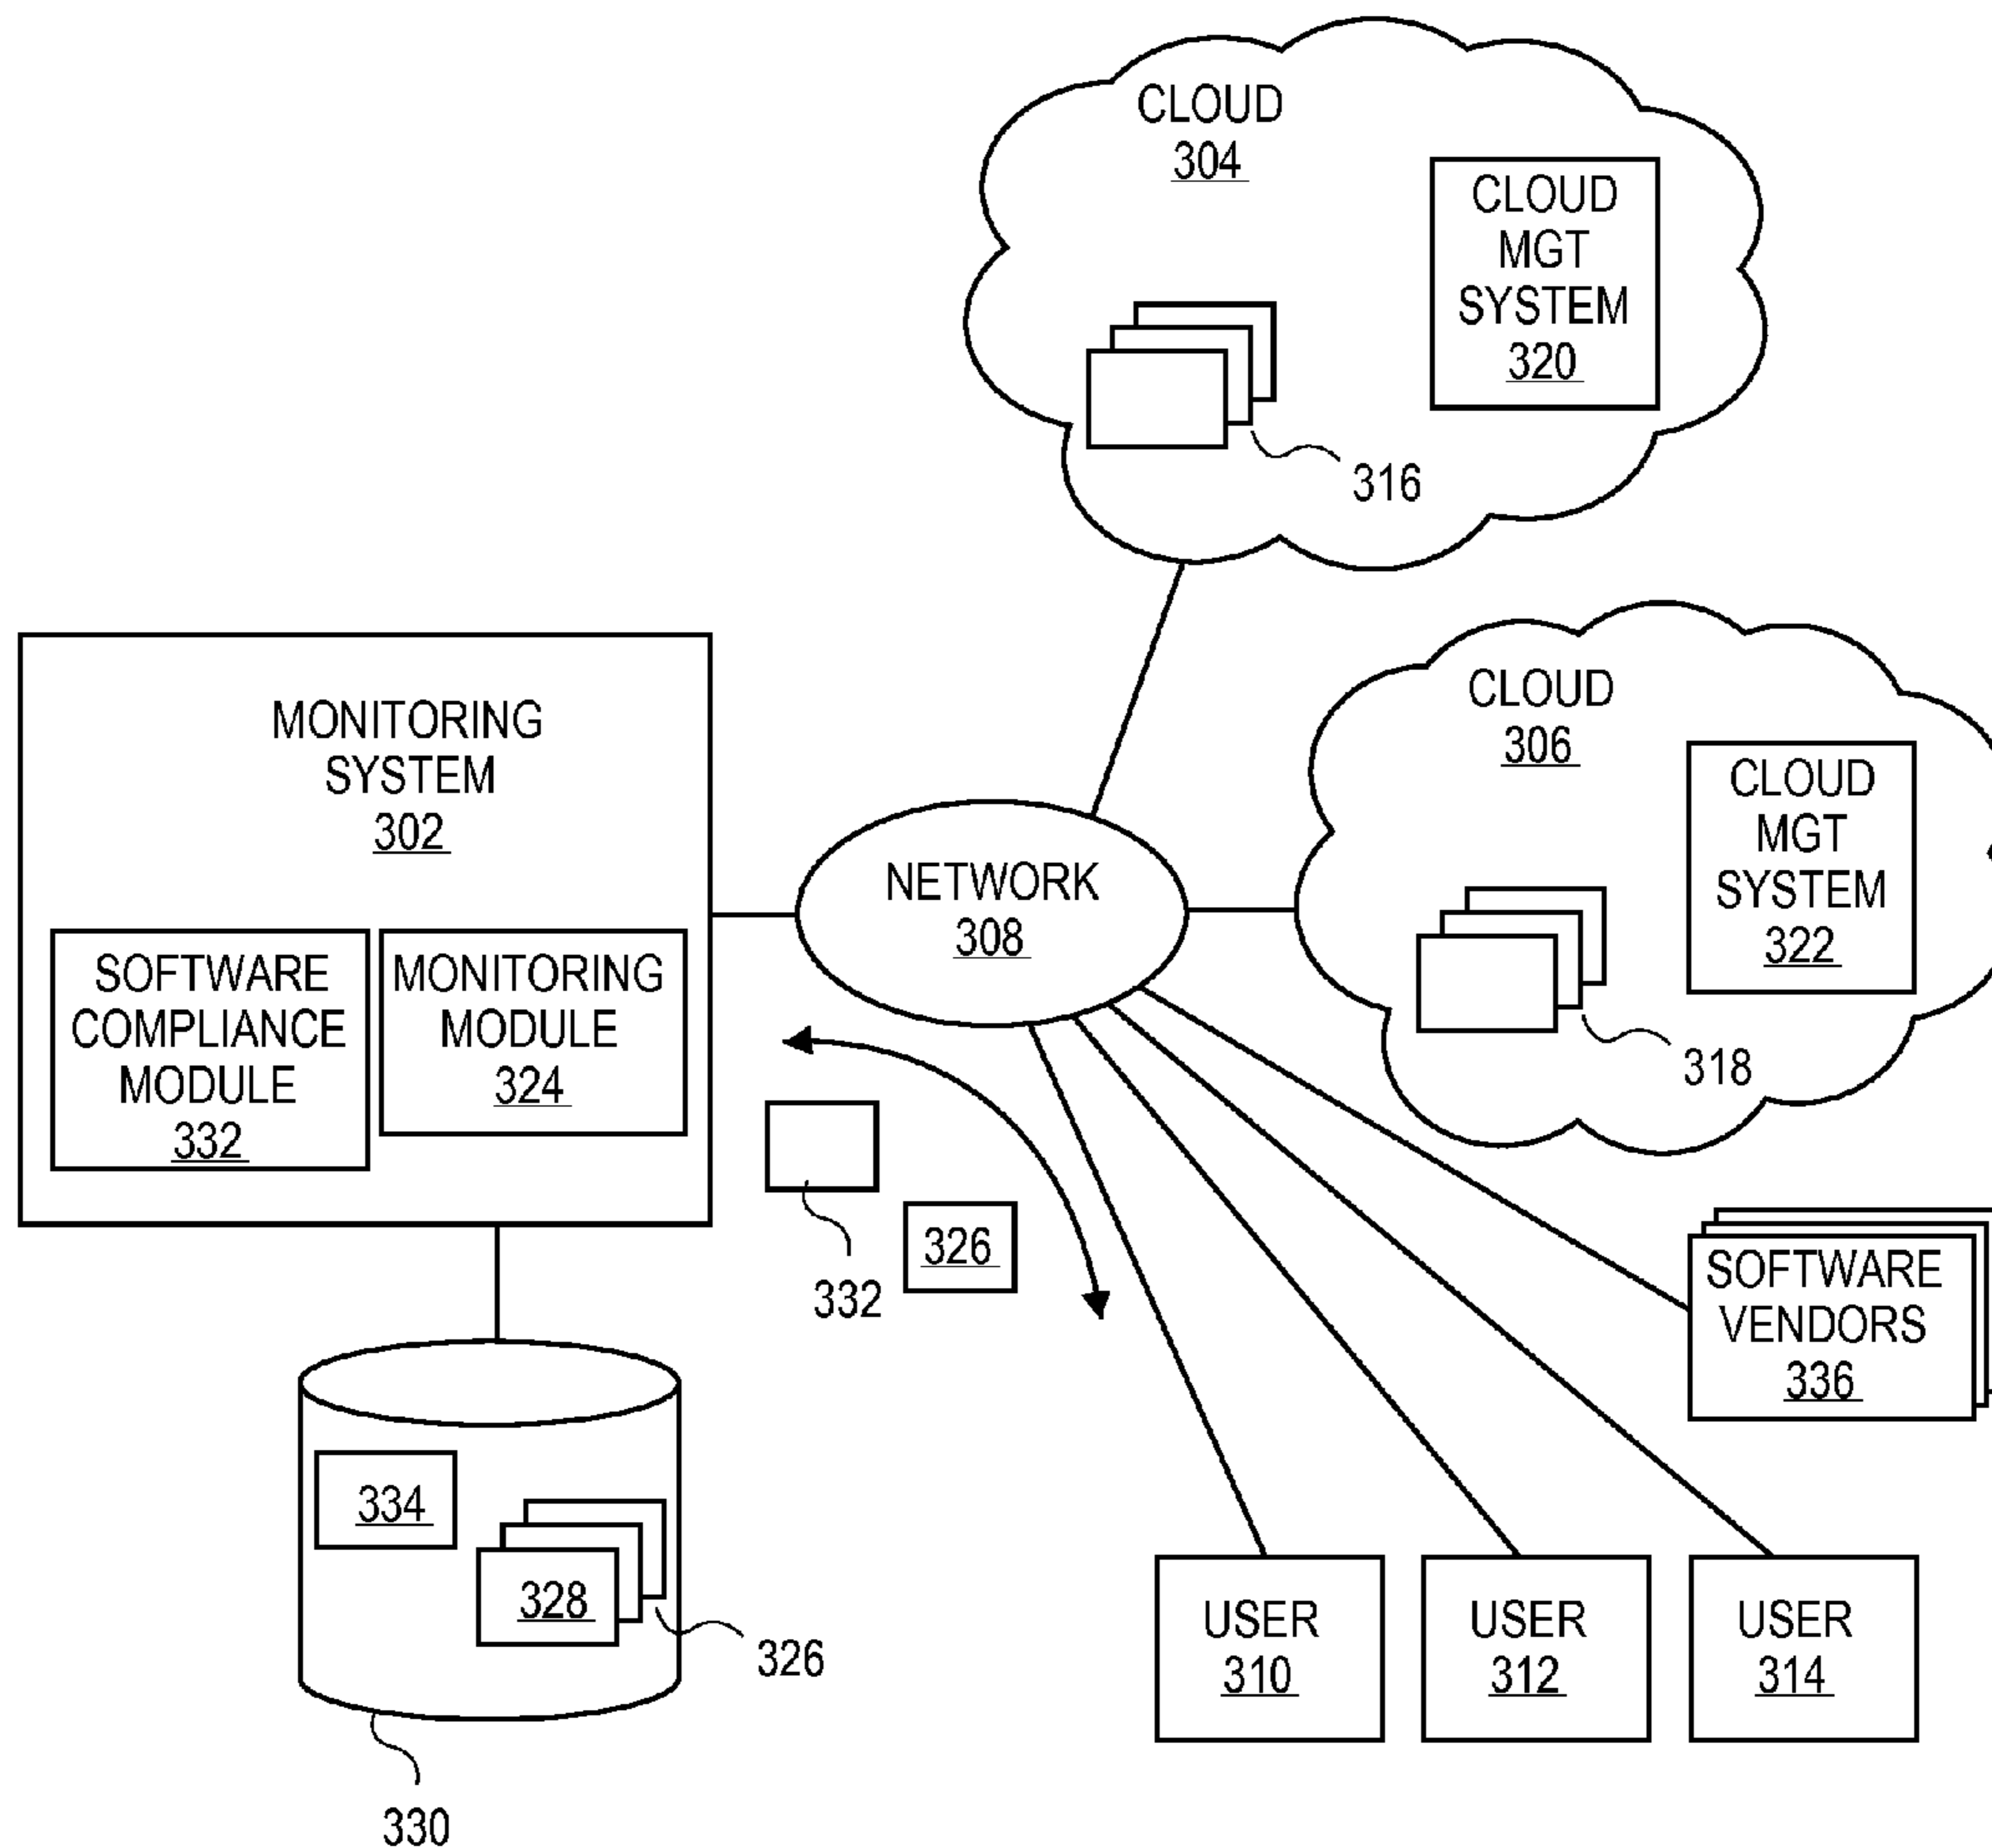 CLOUD
304
CLOUD
MGT
SYSTEM
320
316
MONITORING
SYSTEM
302
SOFTWARE
COMPLIANCE
MODULE
332
MONITORING
MODULE
324
NETWORK
308
CLOUD
306
CLOUD
MGT
SYSTEM
322
318
332
326
SOFTWARE
VENDORS
336
334
328
326
330
USER
310
USER
312
USER
314